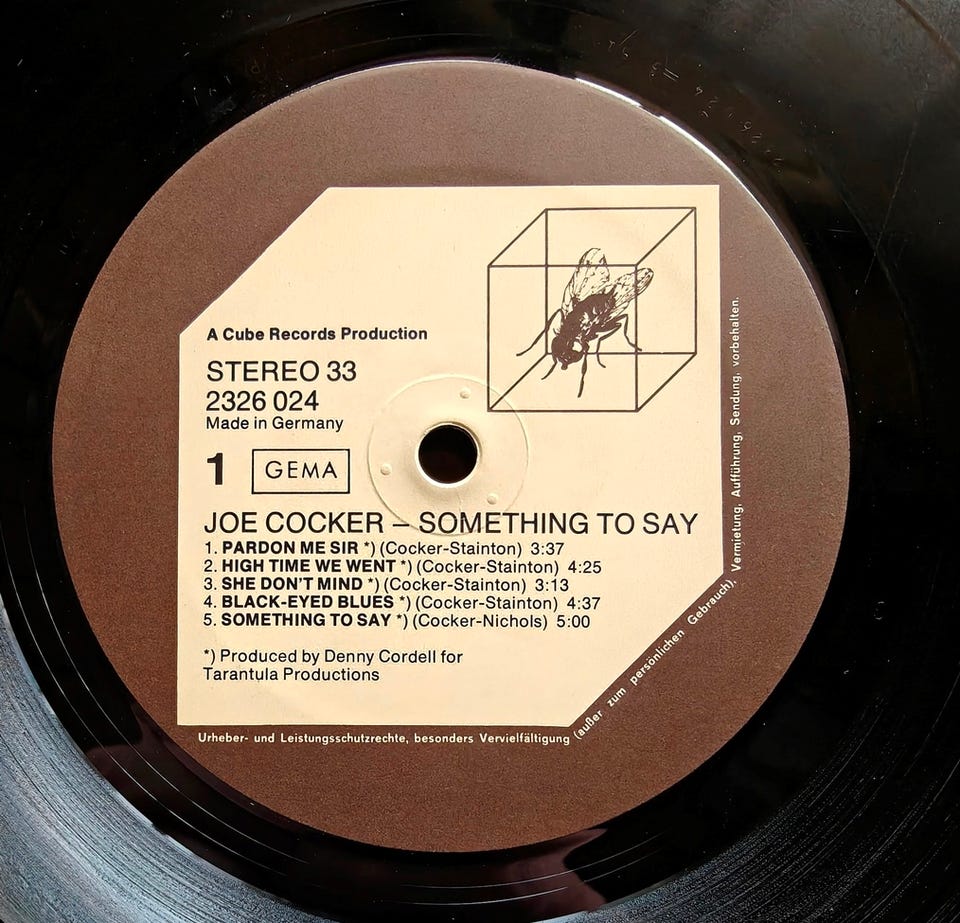 A Cube Records Production
STEREO 33
2326 024
Made in Germany
1 GEMA
JOE COCKER – SOMETHING TO SAY
1. PARDON ME SIR *) (Cocker-Stainton) 3:37
2. HIGH TIME WE WENT *) (Cocker-Stainton) 4:25
3. SHE DON'T MIND *) (Cocker-Stainton) 3:13
4. BLACK-EYED BLUES *) (Cocker-Stainton) 4:37
5. SOMETHING TO SAY *) (Cocker-Nichols) 5:00
*) Produced by Denny Cordell for
Tarantula Productions
Urheber- und Leistungsschutzrechte, besonders Vervielfältigung (außer zum persönlichen Gebrauch), Vermietung, Aufführung, Sendung, vorbehalten.